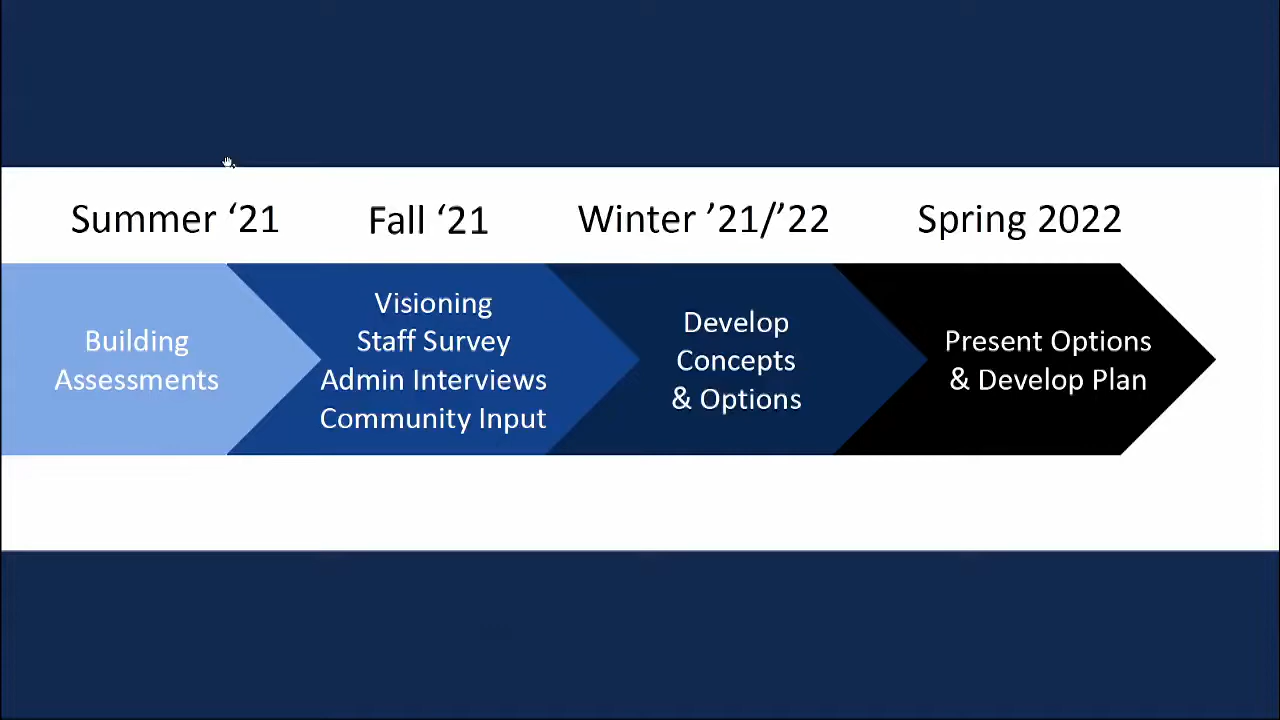 Summer ‘21
Fall ‘21
Winter ’21/’22
Spring 2022
Building
Assessments
Visioning
Staff Survey
Admin Interviews
Community Input
Develop
Concepts
& Options
Present Options
& Develop Plan